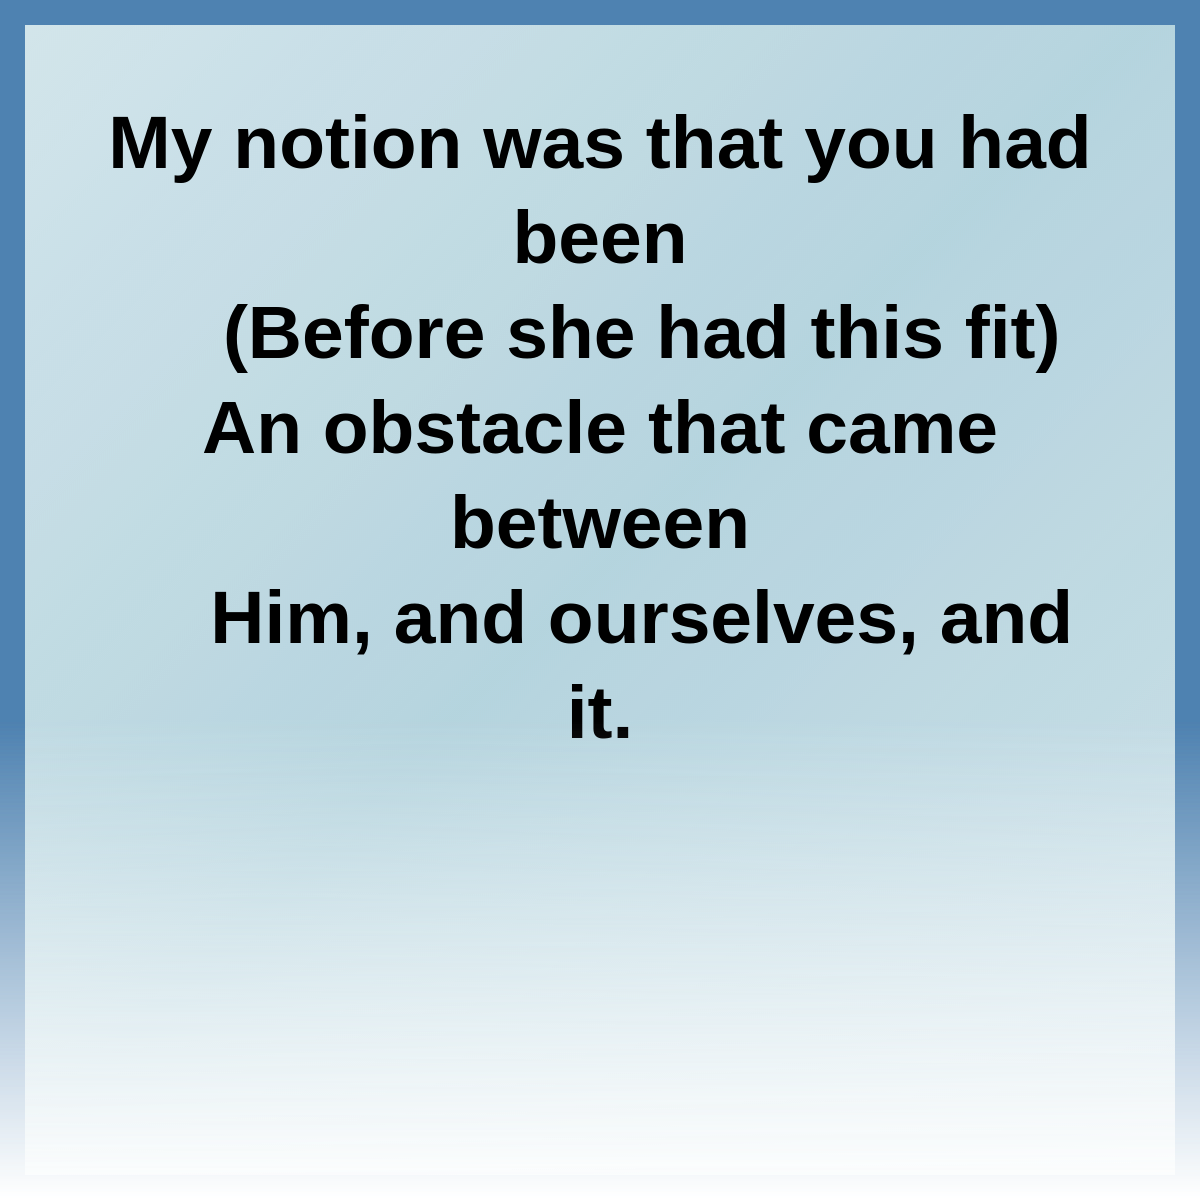 My notion was that you had
been
(Before she had this fit)
An obstacle that came
between
Him, and ourselves, and
it.